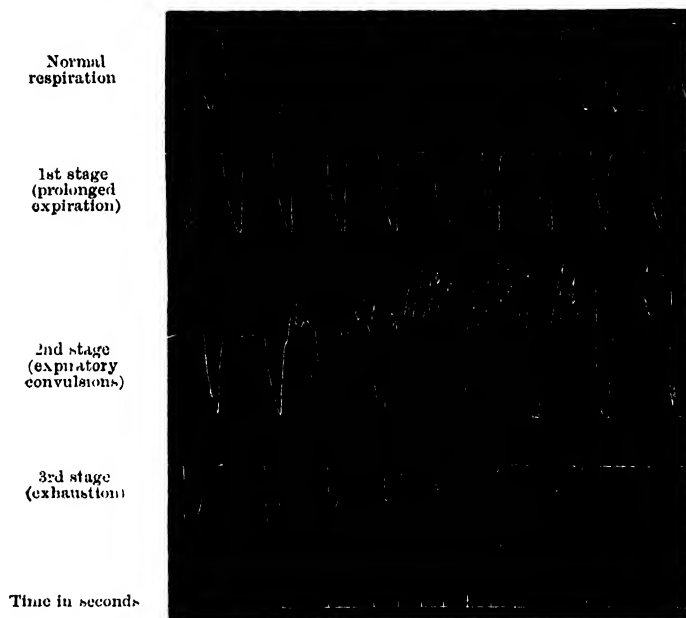 Normal
respiration
1st stage
(prolonged
expiration)
2nd stage
(expiratory
convulsions)
3rd stage
(exhaustion)
Time in seconds